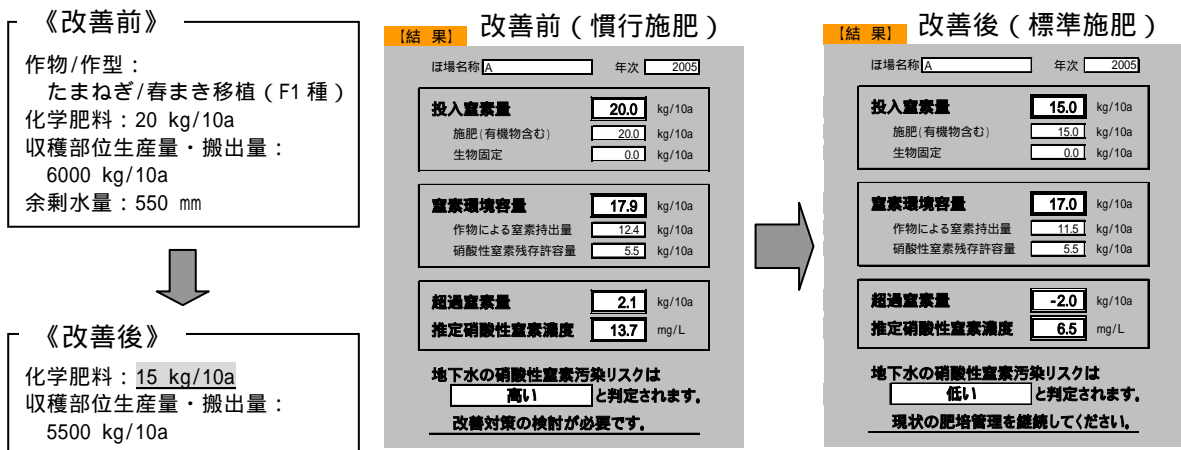 《改善前》
作物/作型：
たまねぎ/春まき移植（F1種）
化学肥料：20 kg/10a
収穫部位生産量・搬出量：
6000 kg/10a
余剰水量：550 ㎜
《改善後》
化学肥料：15 kg/10a
収穫部位生産量・搬出量：
5500 kg/10a
【結 果】 改善前（慣行施肥）
ほ場名称 A 年次 2005
投入窒素量 20.0 kg/10a
施肥(有機物含む) 20.0 kg/10a
生物固定 0.0 kg/10a
窒素環境容量 17.9 kg/10a
作物による窒素持出量 12.4 kg/10a
硝酸性窒素残存許容量 5.5 kg/10a
超過窒素量 2.1 kg/10a
推定硝酸性窒素濃度 13.7 mg/L
地下水の硝酸性窒素汚染リスクは
高い と判定されます。
改善対策の検討が必要です。
【結 果】 改善後（標準施肥）
ほ場名称 A 年次 2005
投入窒素量 15.0 kg/10a
施肥(有機物含む) 15.0 kg/10a
生物固定 0.0 kg/10a
窒素環境容量 17.0 kg/10a
作物による窒素持出量 11.5 kg/10a
硝酸性窒素残存許容量 5.5 kg/10a
超過窒素量 -2.0 kg/10a
推定硝酸性窒素濃度 6.5 mg/L
地下水の硝酸性窒素汚染リスクは
低い と判定されます。
現状の肥培管理を継続してください。